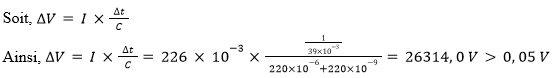 Soit, ΔV = I × Δt/C
Ainsi, ΔV = I × Δt/C = 226 × 10⁻³ × (1/(39×10⁻³))/(220×10⁻⁶+220×10⁻⁹) = 26314,0 V > 0,05 V